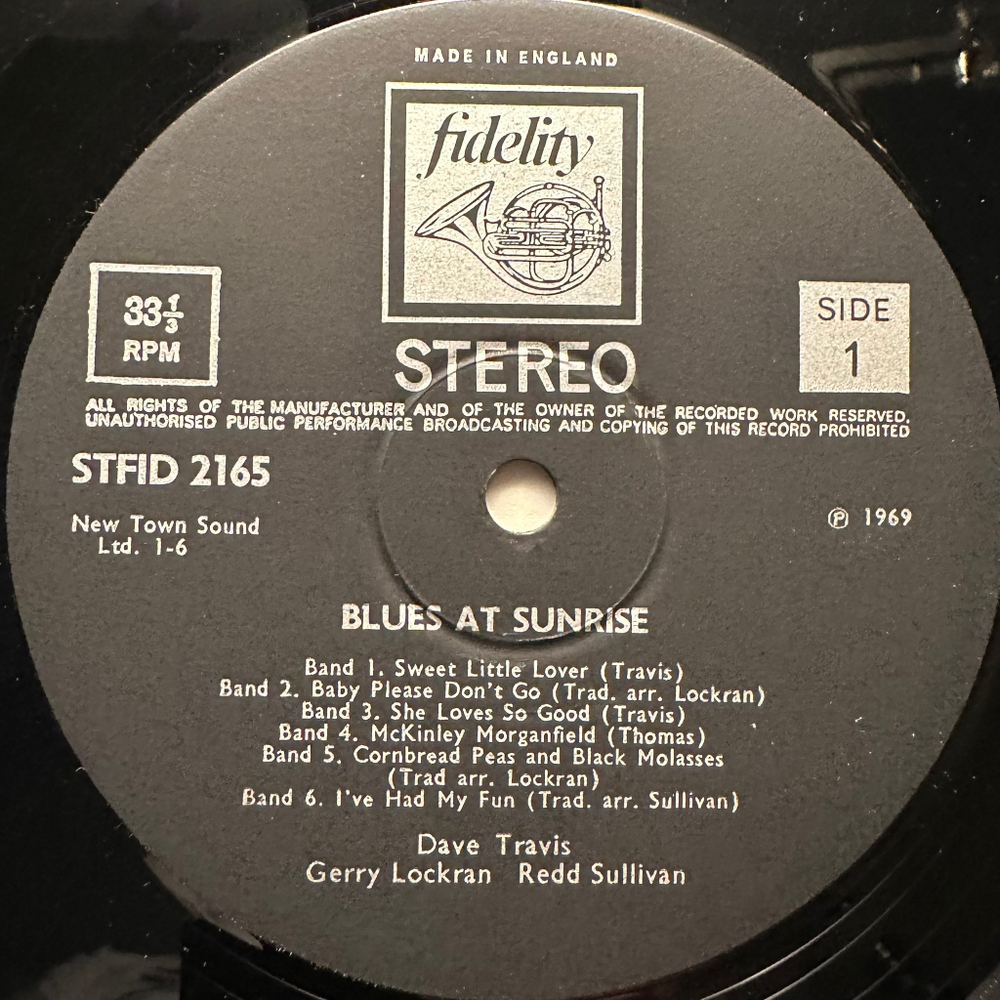 MADE IN ENGLAND
fidelity
33⅓
RPM
SIDE
1
STEREO
ALL RIGHTS OF THE MANUFACTURER AND OF THE OWNER OF THE RECORDED WORK RESERVED.
UNAUTHORISED PUBLIC PERFORMANCE BROADCASTING AND COPYING OF THIS RECORD PROHIBITED
STFID 2165
New Town Sound
Ltd. 1-6
℗ 1969
BLUES AT SUNRISE
Band 1. Sweet Little Lover (Travis)
Band 2. Baby Please Don't Go (Trad. arr. Lockran)
Band 3. She Loves So Good (Travis)
Band 4. McKinley Morganfield (Thomas)
Band 5. Cornbread Peas and Black Molasses
(Trad arr. Lockran)
Band 6. I've Had My Fun (Trad. arr. Sullivan)
Dave Travis
Gerry Lockran Redd Sullivan